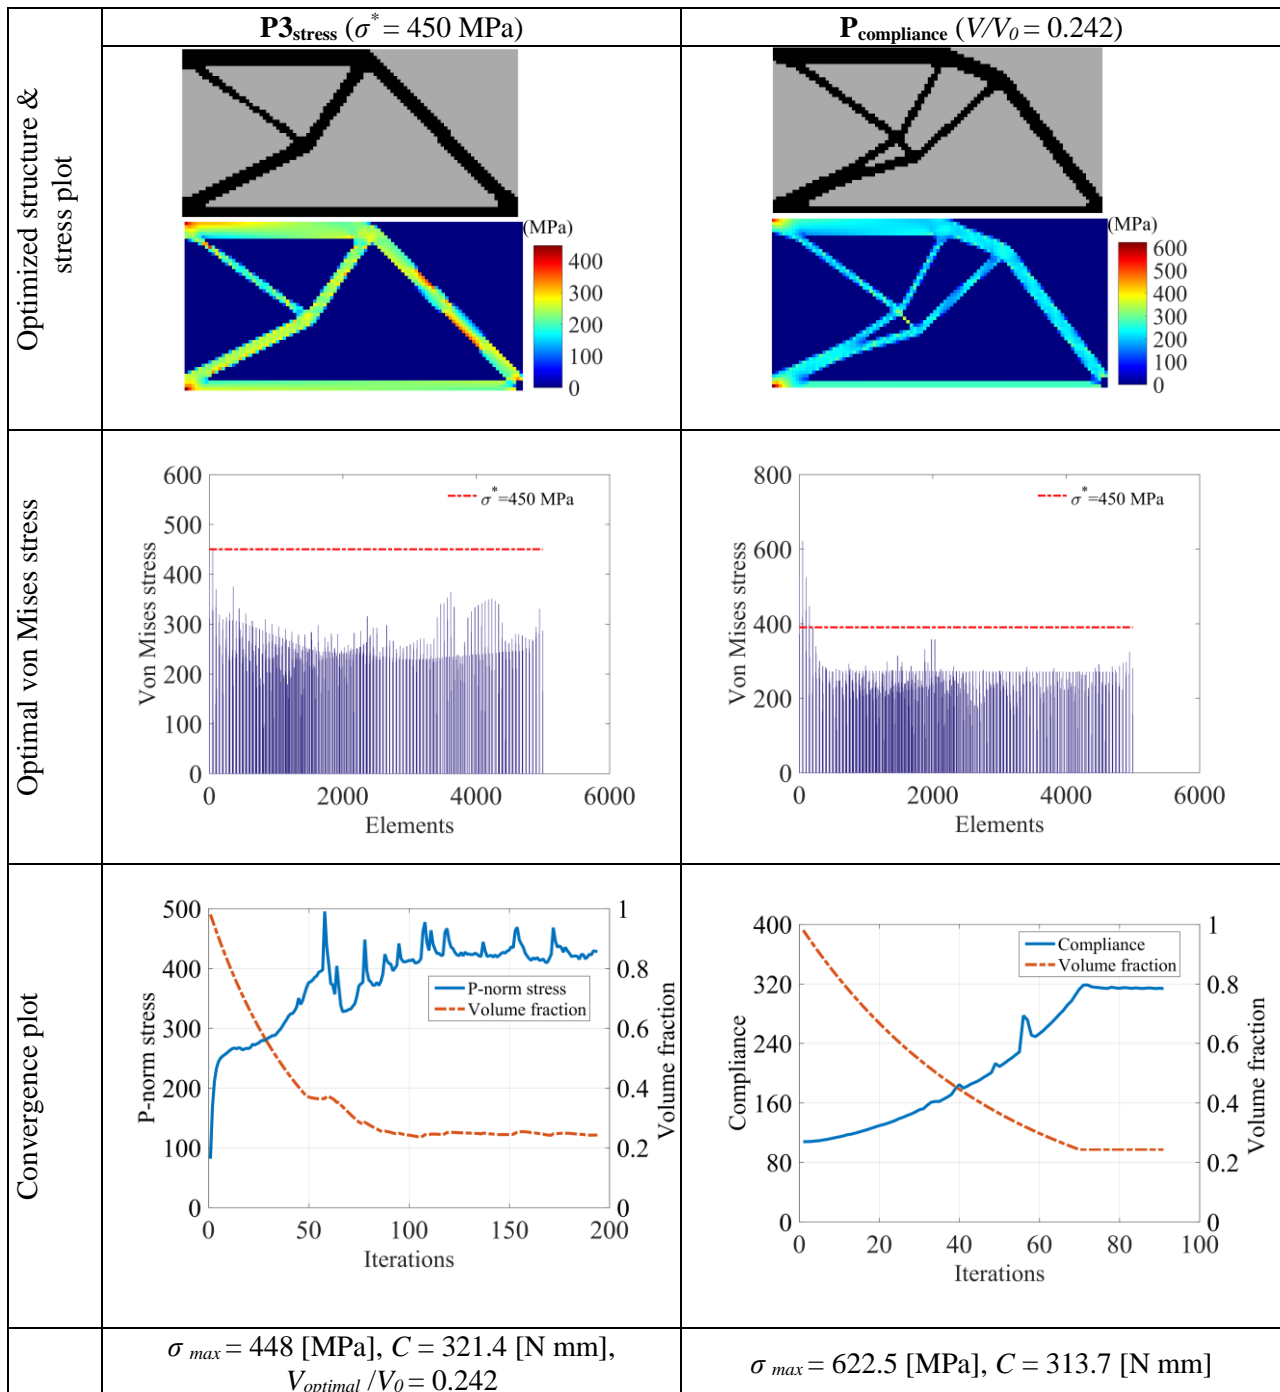 P3stress (σ* = 450 MPa)
Pcompliance (V/V0 = 0.242)
Optimized structure &
stress plot
(MPa)
400
300
200
100
0
(MPa)
600
500
400
300
200
100
0
Optimal von Mises stress
600
500
400
300
200
100
0
Von Mises stress
σ*=450 MPa
0 2000 4000 6000
Elements
800
600
400
200
0
Von Mises stress
σ*=450 MPa
0 2000 4000 6000
Elements
Convergence plot
500
400
300
200
100
0
P-norm stress
P-norm stress
Volume fraction
1
0.8
0.6
0.4
0.2
0
Volume fraction
0 50 100 150 200
Iterations
400
320
240
160
80
0
Compliance
Compliance
Volume fraction
1
0.8
0.6
0.4
0.2
0
Volume fraction
0 20 40 60 80 100
Iterations
σ max = 448 [MPa], C = 321.4 [N mm],
Voptimal /V0 = 0.242
σ max = 622.5 [MPa], C = 313.7 [N mm]